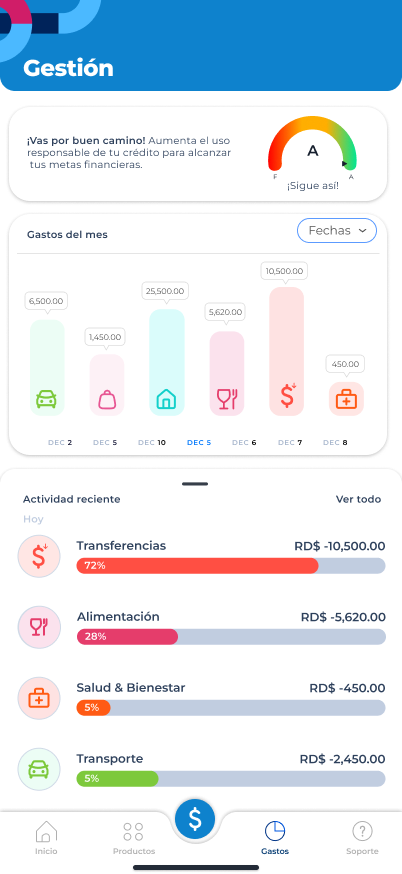 Gestión
¡Vas por buen camino! Aumenta el uso
responsable de tu crédito para alcanzar
tus metas financieras.
A
F
A
¡Sigue así!
Gastos del mes
Fechas
6,500.00
1,450.00
25,500.00
5,620.00
10,500.00
450.00
DEC 2
DEC 5
DEC 10
DEC 5
DEC 6
DEC 7
DEC 8
Actividad reciente
Ver todo
Hoy
Transferencias
RD$ -10,500.00
72%
Alimentación
RD$ -5,620.00
28%
Salud & Bienestar
RD$ -450.00
5%
Transporte
RD$ -2,450.00
5%
Inicio
Productos
Gastos
Soporte